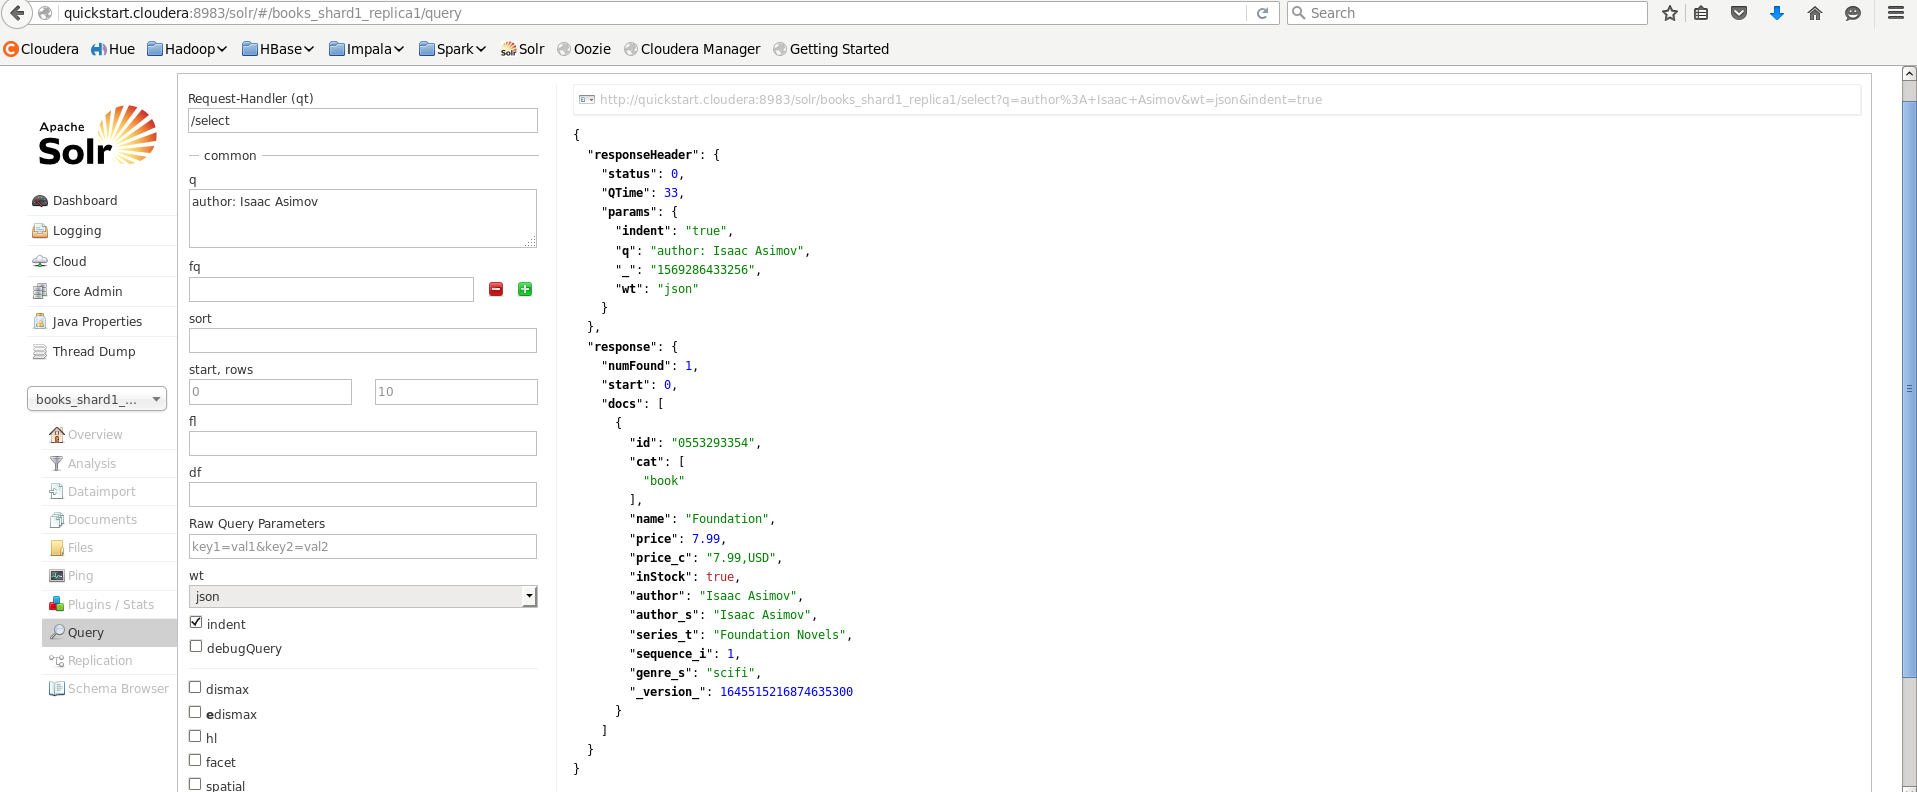 quickstart.cloudera:8983/solr/#/books_shard1_replica1/query
Search
Cloudera Hue Hadoop HBase Impala Spark Solr Oozie Cloudera Manager Getting Started
Apache
Solr
Dashboard
Logging
Cloud
Core Admin
Java Properties
Thread Dump
books_shard1_...
Overview
Analysis
Dataimport
Documents
Files
Ping
Plugins / Stats
Query
Replication
Schema Browser
Request-Handler (qt)
/select
common
q
author: Isaac Asimov
fq
sort
start, rows
0 10
fl
df
Raw Query Parameters
key1=val1&key2=val2
wt
json
indent
debugQuery
dismax
edismax
hl
facet
spatial
http://quickstart.cloudera:8983/solr/books_shard1_replica1/select?q=author%3A+Isaac+Asimov&wt=json&indent=true
{
"responseHeader": {
"status": 0,
"QTime": 33,
"params": {
"indent": "true",
"q": "author: Isaac Asimov",
"_": "1569286433256",
"wt": "json"
}
},
"response": {
"numFound": 1,
"start": 0,
"docs": [
{
"id": "0553293354",
"cat": [
"book"
],
"name": "Foundation",
"price": 7.99,
"price_c": "7.99,USD",
"inStock": true,
"author": "Isaac Asimov",
"author_s": "Isaac Asimov",
"series_t": "Foundation Novels",
"sequence_i": 1,
"genre_s": "scifi",
"_version_": 1645515216874635300
}
]
}
}